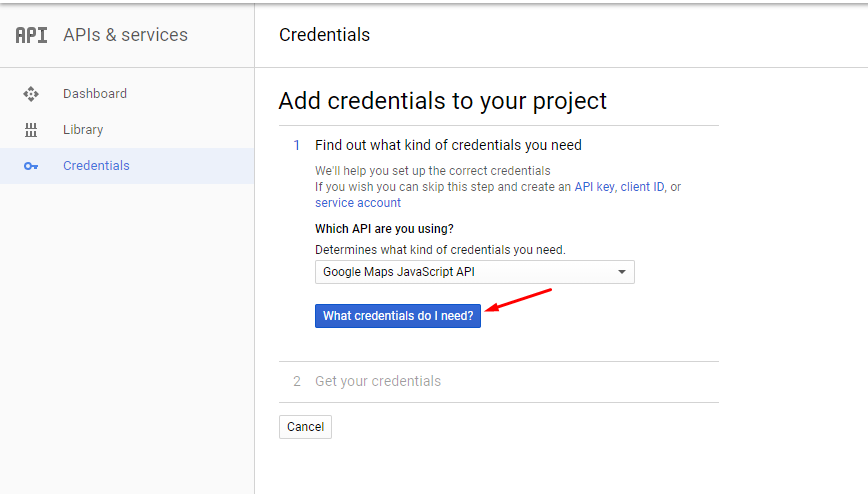 API APIs & services
Credentials
Dashboard
Library
Credentials
Add credentials to your project
1 Find out what kind of credentials you need
We'll help you set up the correct credentials
If you wish you can skip this step and create an API key, client ID, or
service account
Which API are you using?
Determines what kind of credentials you need.
Google Maps JavaScript API
What credentials do I need?
2 Get your credentials
Cancel